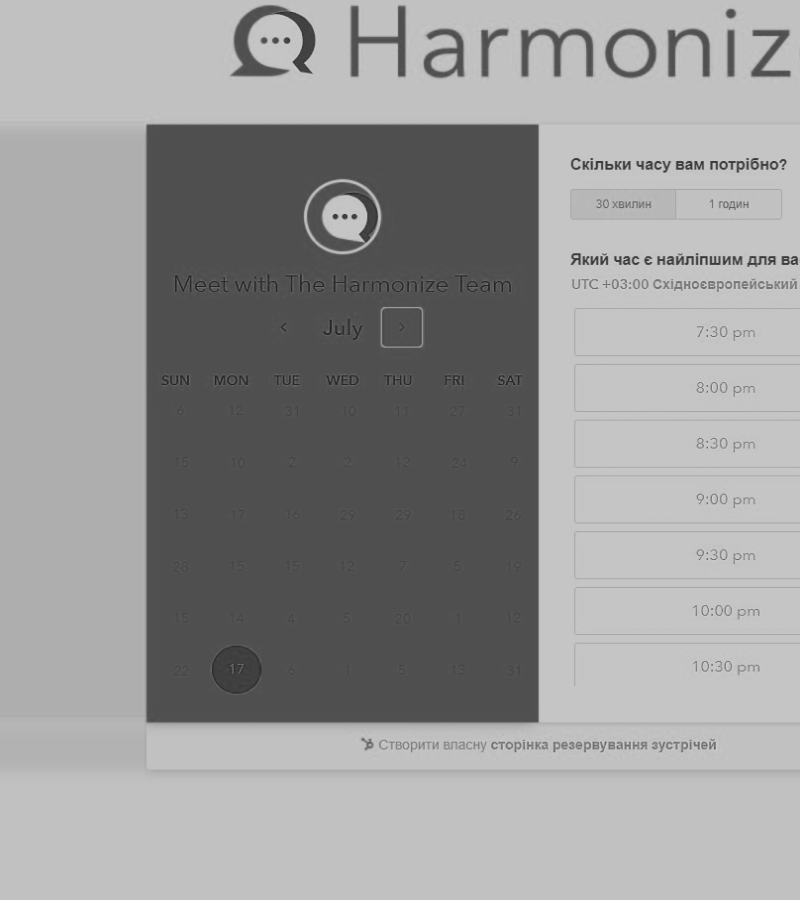 Harmoniz
Meet with The Harmonize Team
July
SUN MON TUE WED THU FRI SAT
6 12 31 10 11 27 31
15 10 2 2 12 24 9
13 17 16 29 29 18 26
28 15 15 12 7 5 19
15 14 4 5 20 1 12
22 17 6 1 5 13 31
Скільки часу вам потрібно?
30 хвилин 1 годин
Який час є найліпшим для ва
UTC +03:00 Східноєвропейський
7:30 pm
8:00 pm
8:30 pm
9:00 pm
9:30 pm
10:00 pm
10:30 pm
Створити власну сторінка резервування зустрічей